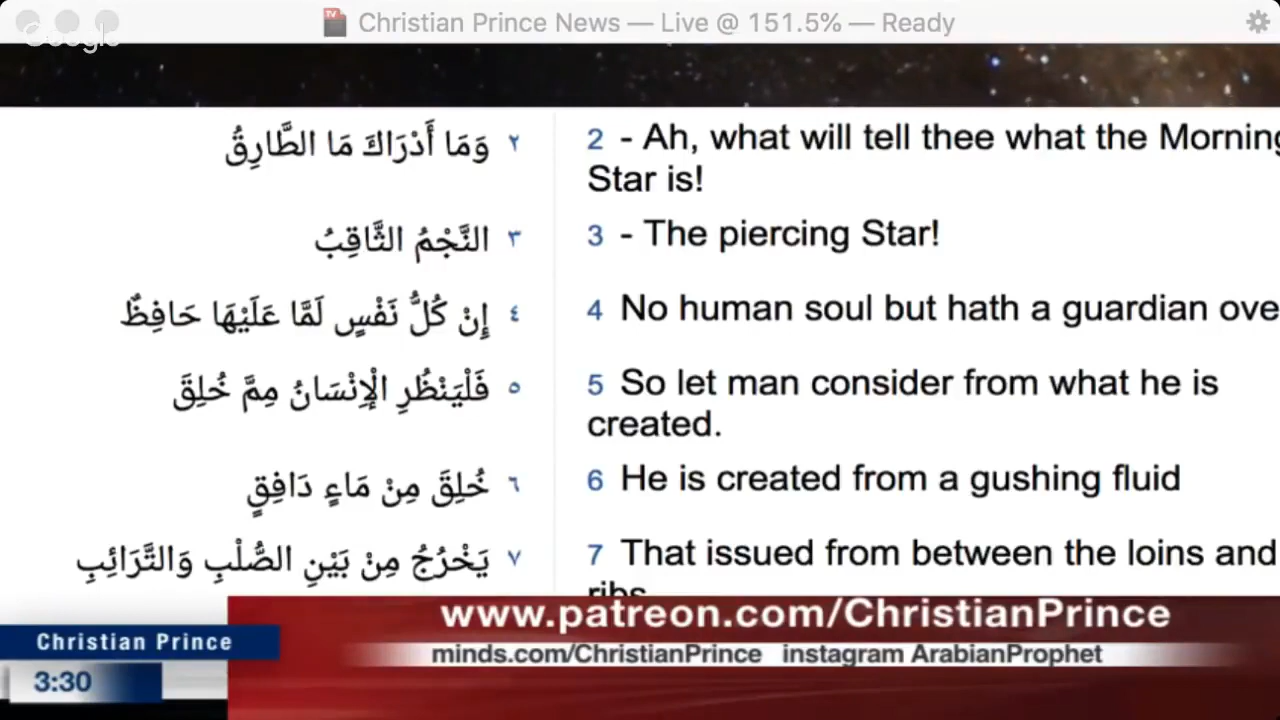 Christian Prince News — Live @ 151.5% — Ready
Google
٢ وَمَا أَدْرَاكَ مَا الطَّارِقُ
2 - Ah, what will tell thee what the Morning
Star is!
٣ النَّجْمُ الثَّاقِبُ
3 - The piercing Star!
٤ إِنْ كُلُّ نَفْسٍ لَمَّا عَلَيْهَا حَافِظٌ
4 No human soul but hath a guardian ove
٥ فَلْيَنْظُرِ الْإِنْسَانُ مِمَّ خُلِقَ
5 So let man consider from what he is
created.
٦ خُلِقَ مِنْ مَاءٍ دَافِقٍ
6 He is created from a gushing fluid
٧ يَخْرُجُ مِنْ بَيْنِ الصُّلْبِ وَالتَّرَائِبِ
7 That issued from between the loins and
ribs
www.patreon.com/ChristianPrince
Christian Prince
minds.com/ChristianPrince instagram ArabianProphet
3:30